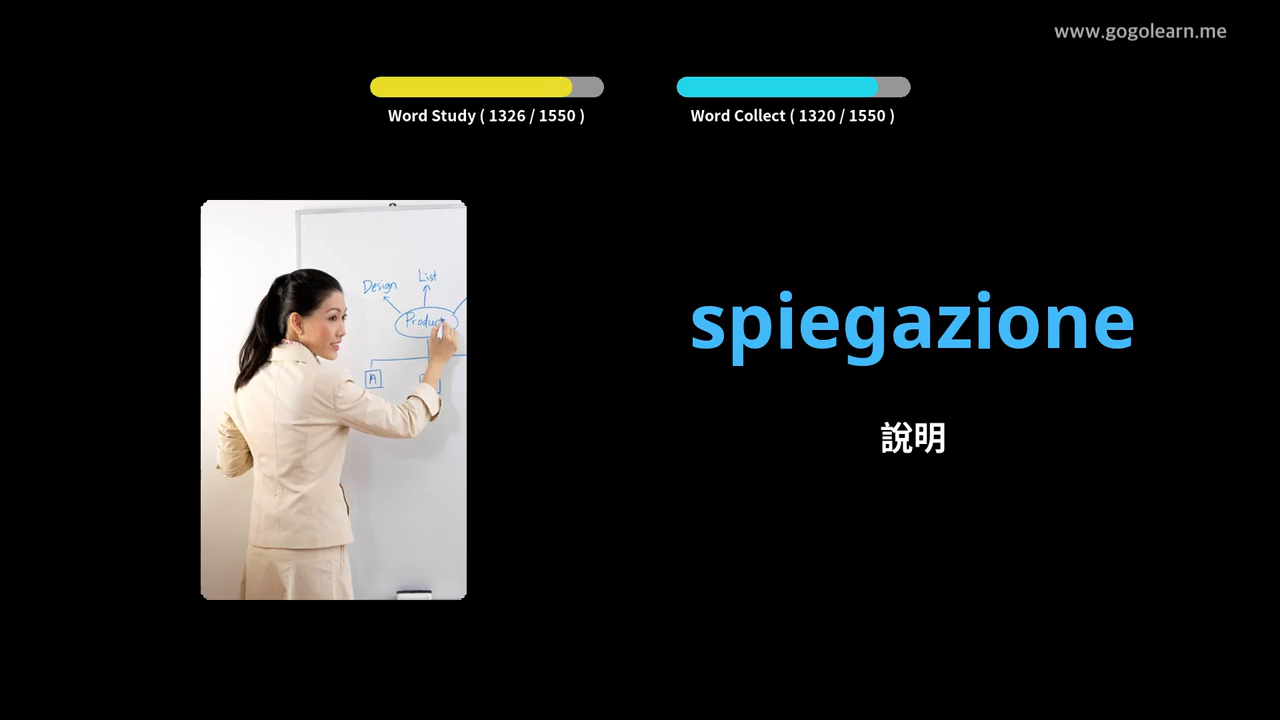 www.gogolearn.me
Word Study ( 1326 / 1550 )
Word Collect ( 1320 / 1550 )
List
Design
Product
A
spiegazione
說明